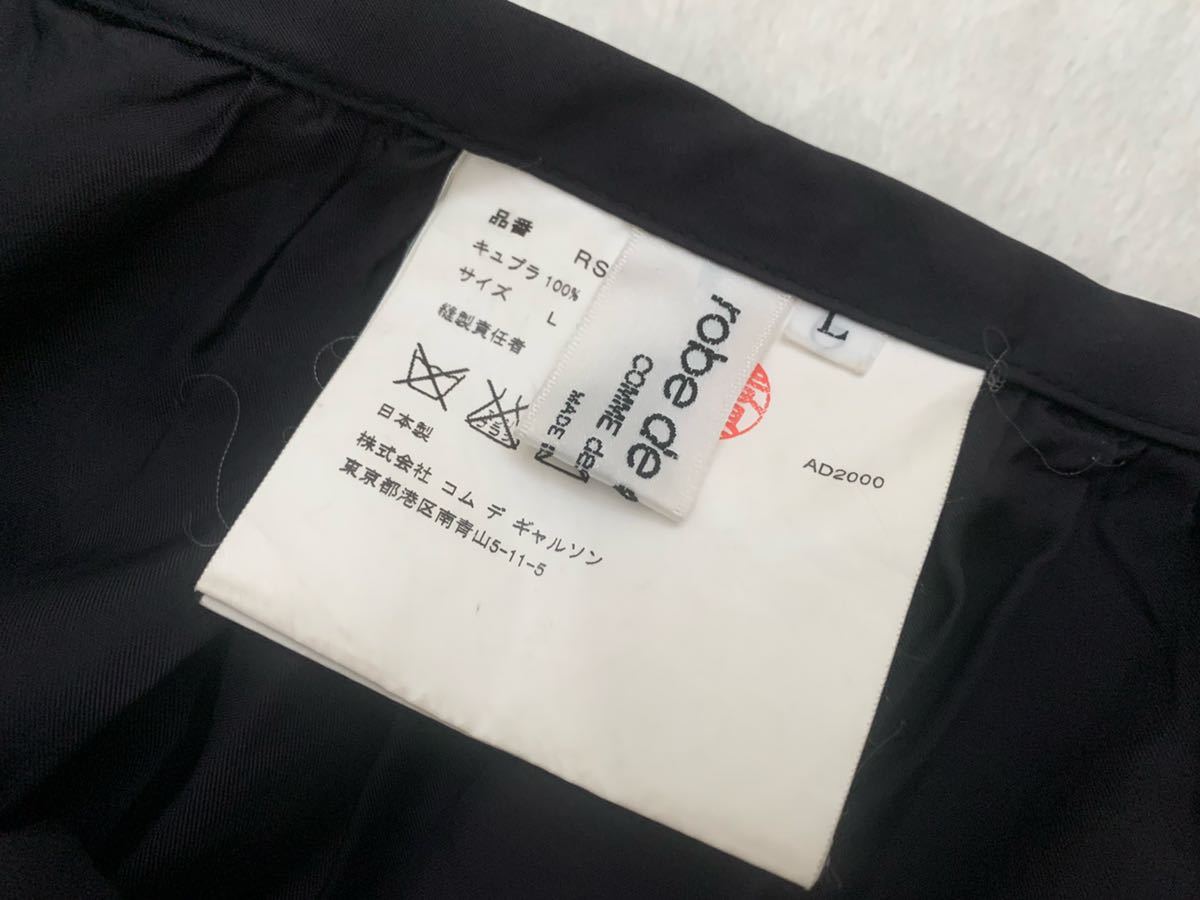 品番 RS
キュプラ 100%
サイズ L
縫製責任者
日本製
株式会社 コム デ ギャルソン
東京都港区南青山5-11-5
robe de
COMME des
MADE IN
L
AD2000